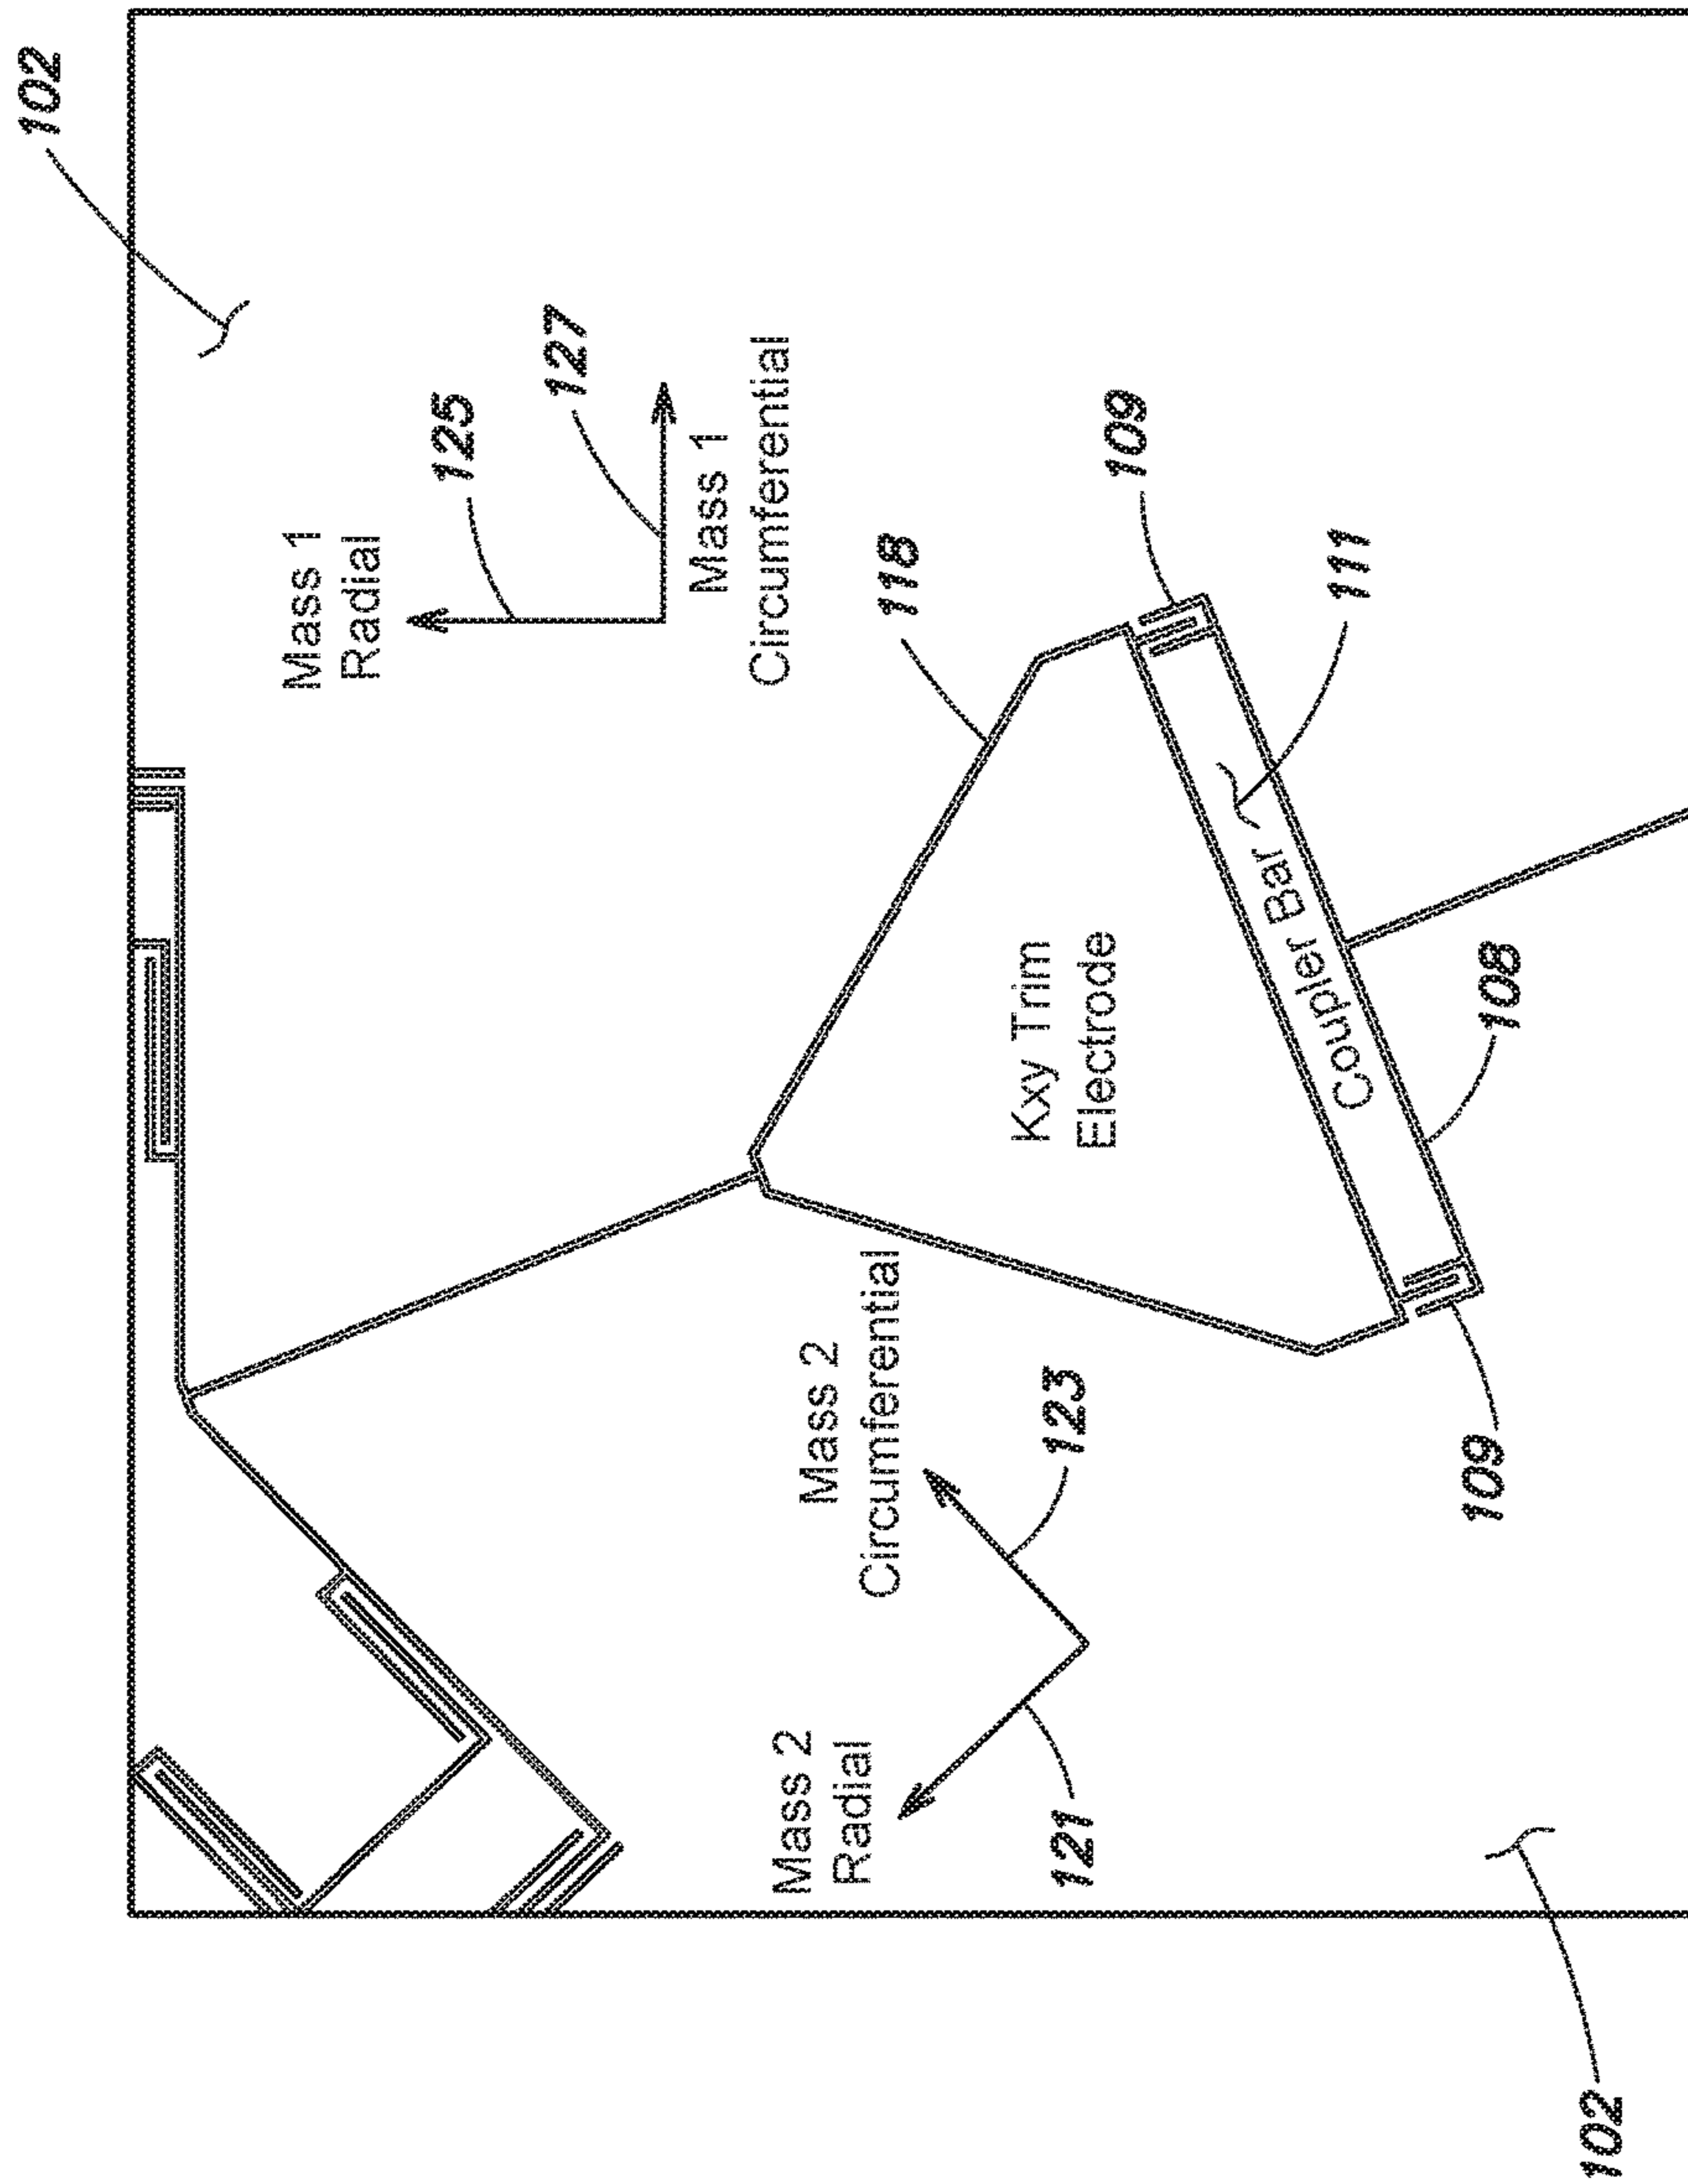 102
Mass 1
Radial
125
127
Mass 1
Circumferential
Mass 2
Radial
Mass 2
Circumferential
118
121
123
Kxy Trim
Electrode
109
Coupler Bar
111
109
108
102